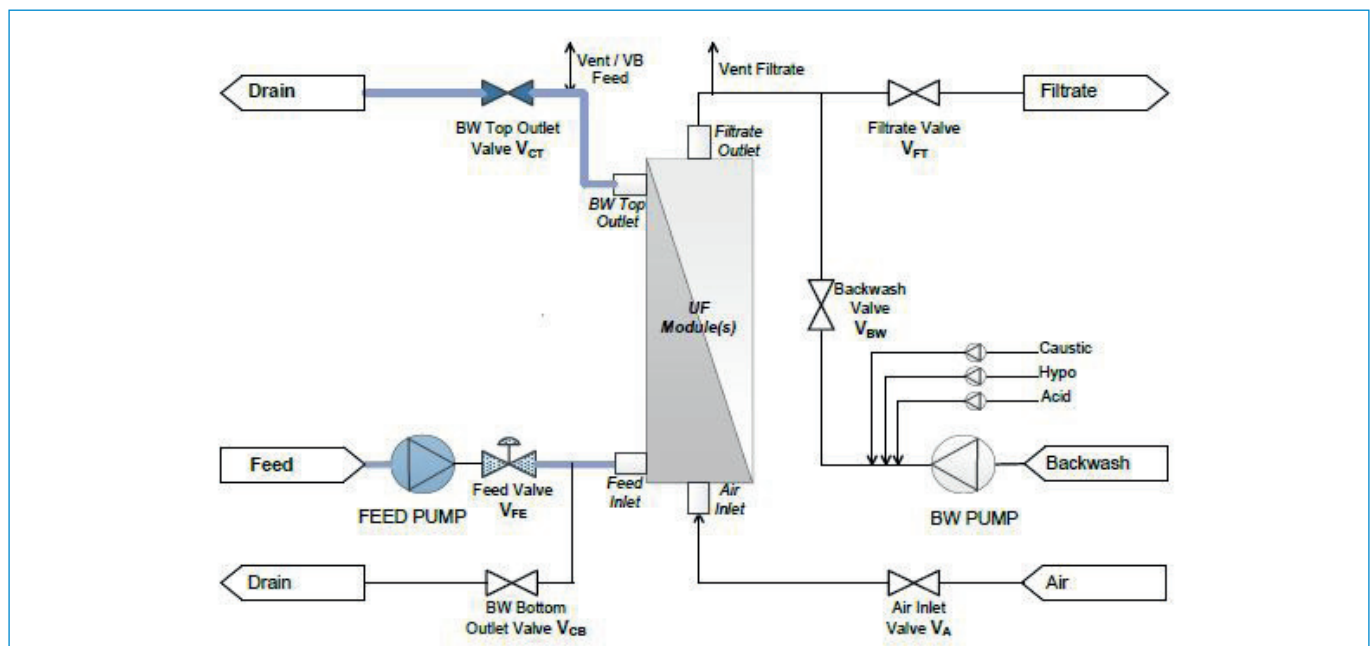 Vent / VB
Feed
Vent Filtrate
Drain
Filtrate
BW Top Outlet
Valve VCT
Filtrate
Outlet
Filtrate Valve
VFT
BW Top
Outlet
UF
Module(s)
Backwash
Valve
VBW
Caustic
Hypo
Acid
Feed
Feed Valve
VFE
Feed
Inlet
Air
Inlet
Backwash
FEED PUMP
BW PUMP
Drain
BW Bottom
Outlet Valve VCB
Air Inlet
Valve VA
Air